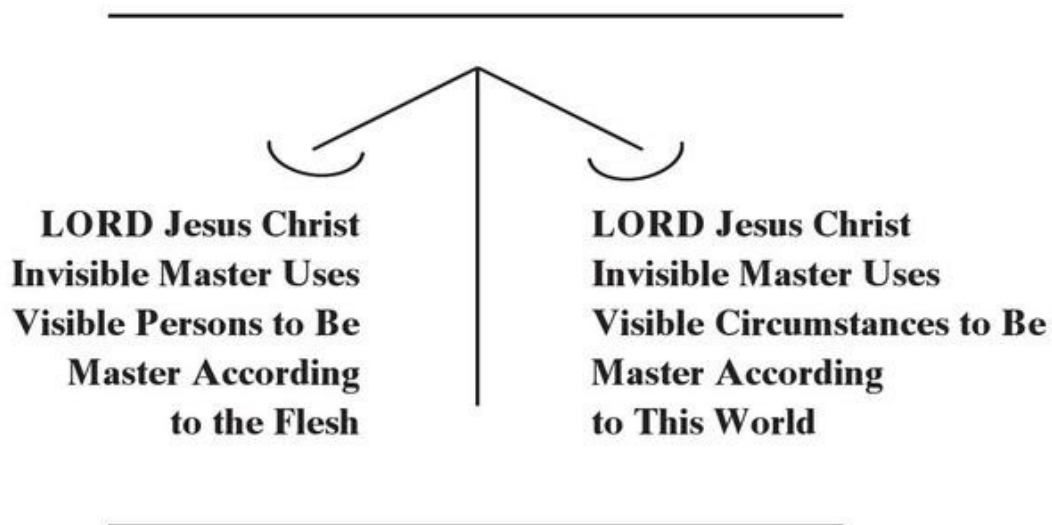 LORD Jesus Christ
Invisible Master Uses
Visible Persons to Be
Master According
to the Flesh
LORD Jesus Christ
Invisible Master Uses
Visible Circumstances to Be
Master According
to This World